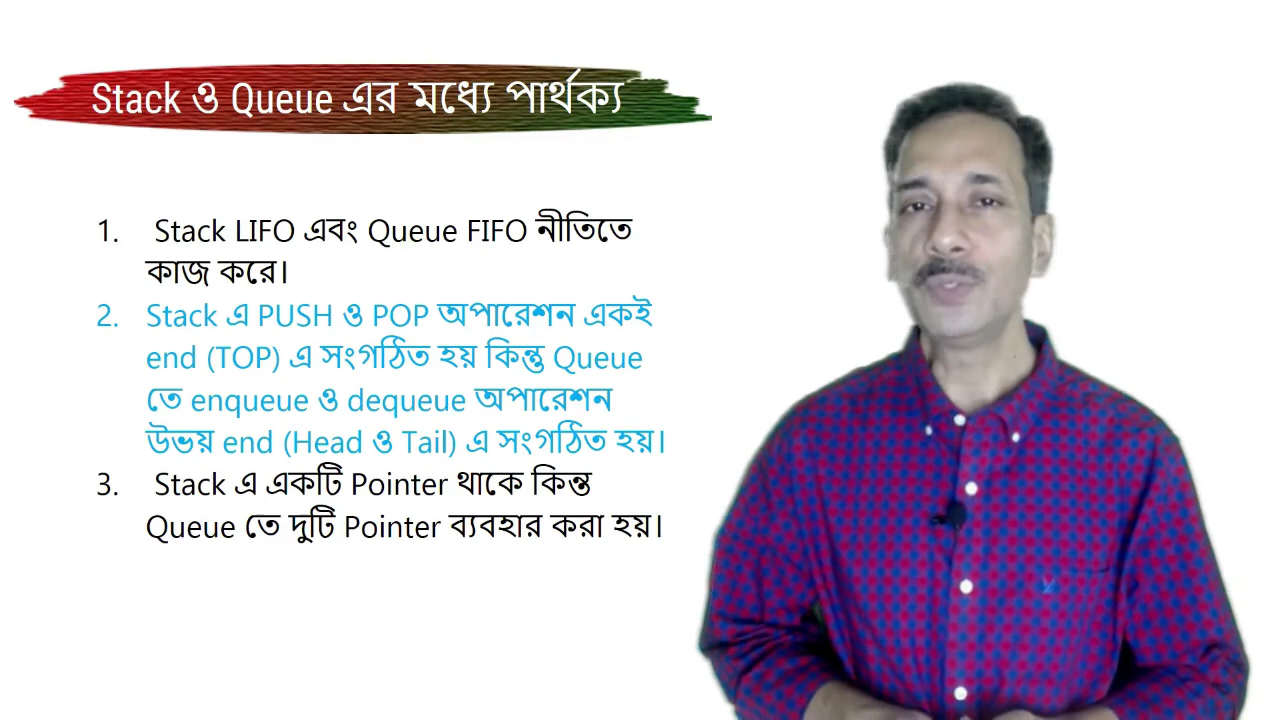 Stack ও Queue এর মধ্যে পার্থক্য
1. Stack LIFO এবং Queue FIFO নীতিতে
কাজ করে।
2. Stack এ PUSH ও POP অপারেশন একই
end (TOP) এ সংগঠিত হয় কিন্তু Queue
তে enqueue ও dequeue অপারেশন
উভয় end (Head ও Tail) এ সংগঠিত হয়।
3. Stack এ একটি Pointer থাকে কিন্ত
Queue তে দুটি Pointer ব্যবহার করা হয়।